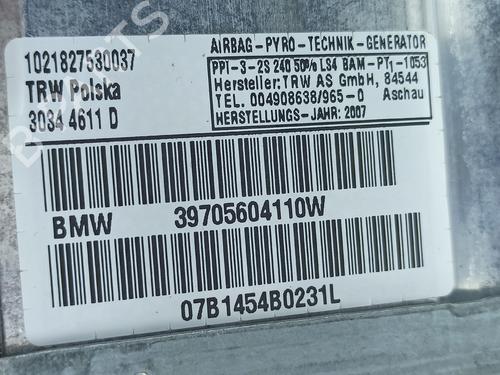 1021827530037
TRW Polska
3034 4611 D
AIRBAG-PYRO-TECHNIK-GENERATOR
PPI-3-2S 240 50% LS4 BAM-PT1-1053
Hersteller: TRW AS GmbH, 84544
TEL. 004908638/965-0 Aschau
HERSTELLUNGS-JAHR: 2007
BMW 39705604110W
07B1454B0231L